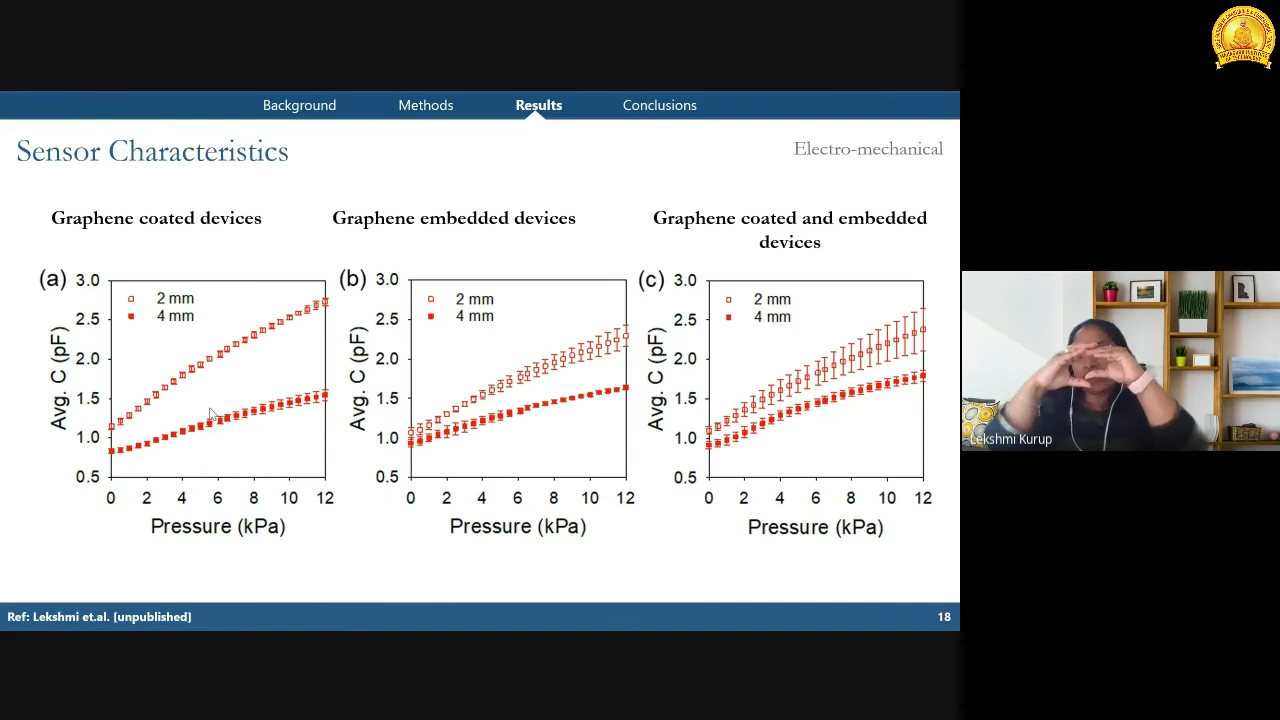 Background Methods Results Conclusions
Sensor Characteristics
Electro-mechanical
Graphene coated devices
Graphene embedded devices
Graphene coated and embedded
devices
(a)
3.0
2.5
2.0
1.5
1.0
0.5
Avg. C (pF)
2 mm
4 mm
0 2 4 6 8 10 12
Pressure (kPa)
(b)
3.0
2.5
2.0
1.5
1.0
0.5
Avg. C (pF)
2 mm
4 mm
0 2 4 6 8 10 12
Pressure (kPa)
(c)
3.0
2.5
2.0
1.5
1.0
0.5
Avg. C (pF)
2 mm
4 mm
0 2 4 6 8 10 12
Pressure (kPa)
Lekshmi Kurup
Ref: Lekshmi et.al. [unpublished]
18